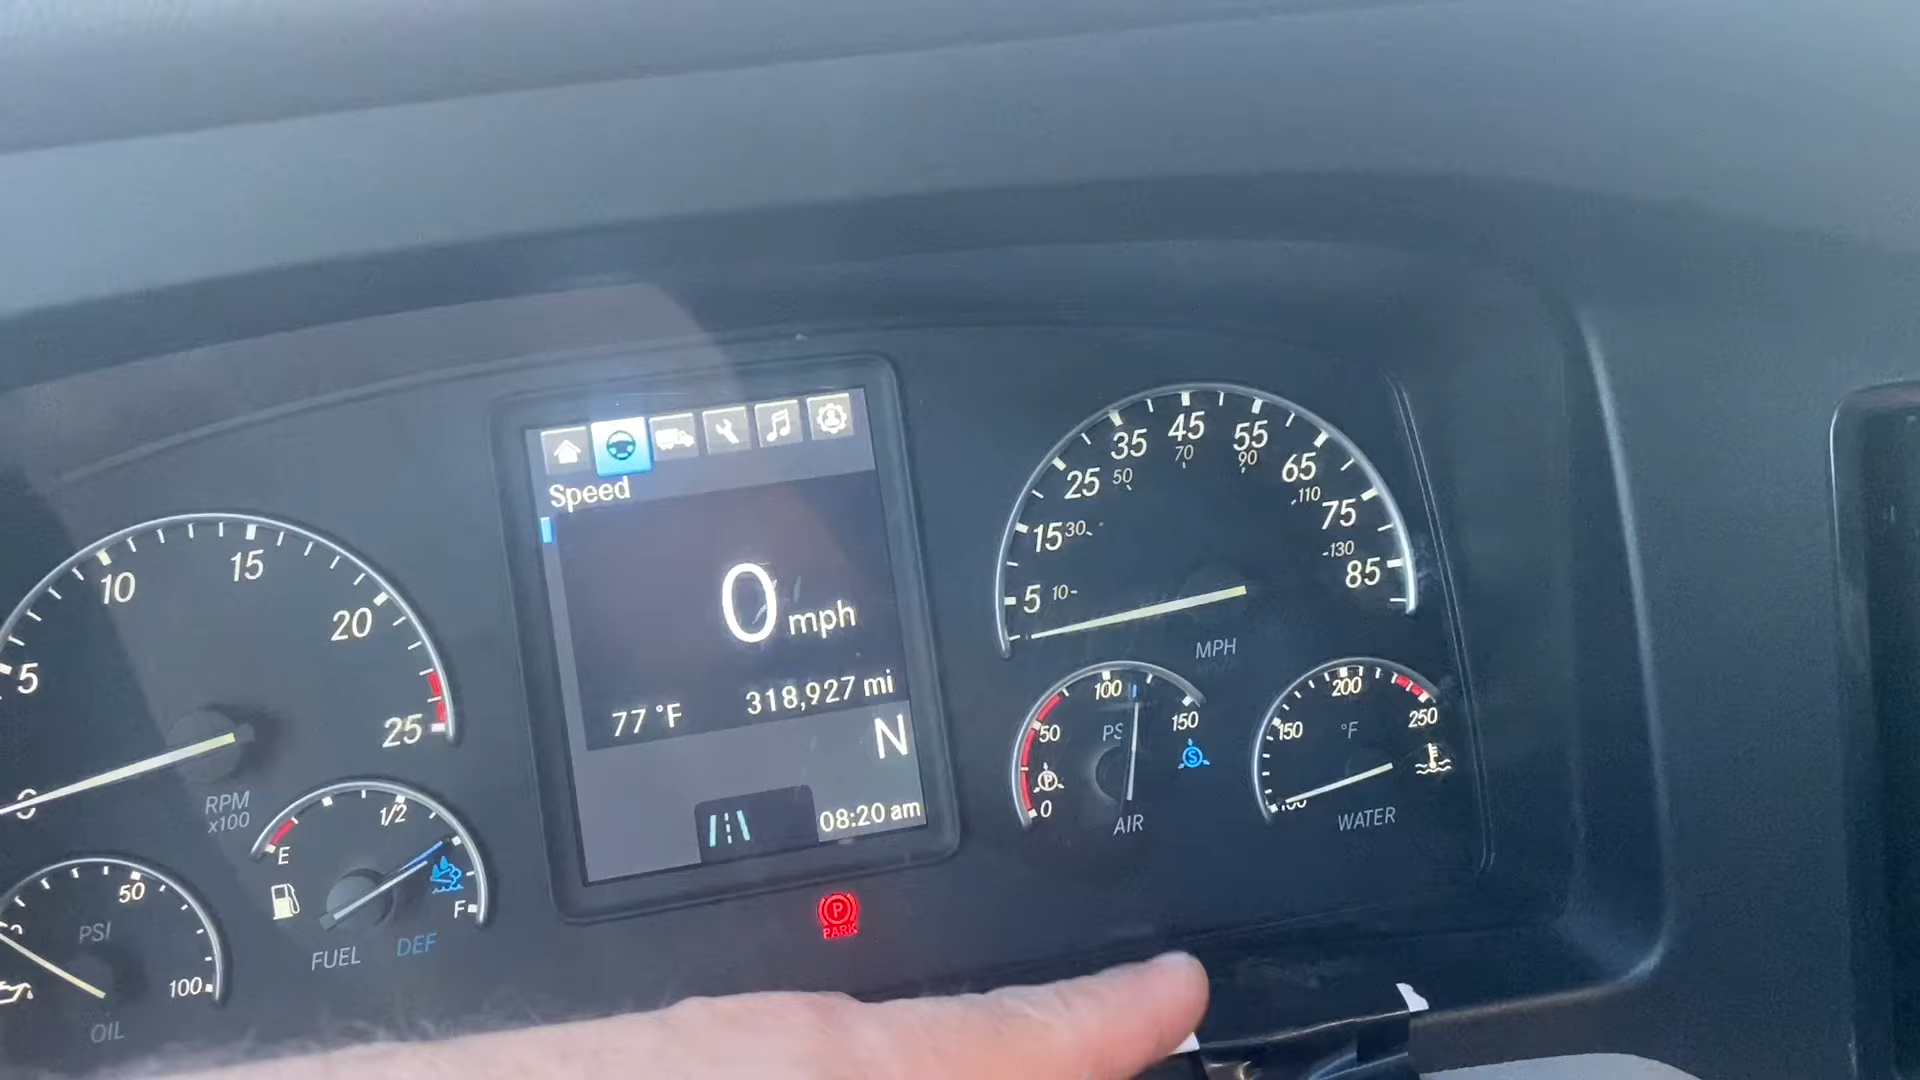 Speed
0 mph
77 °F
318,927 mi
N
08:20 am
PARK
5
10
15
20
25
RPM
x100
E
1/2
F
FUEL
DEF
50
100
PSI
OIL
5
15
25
35
45
55
65
75
85
10
30
50
70
90
110
130
MPH
0
50
100
150
PS
P
S
AIR
150
200
250
°F
WATER